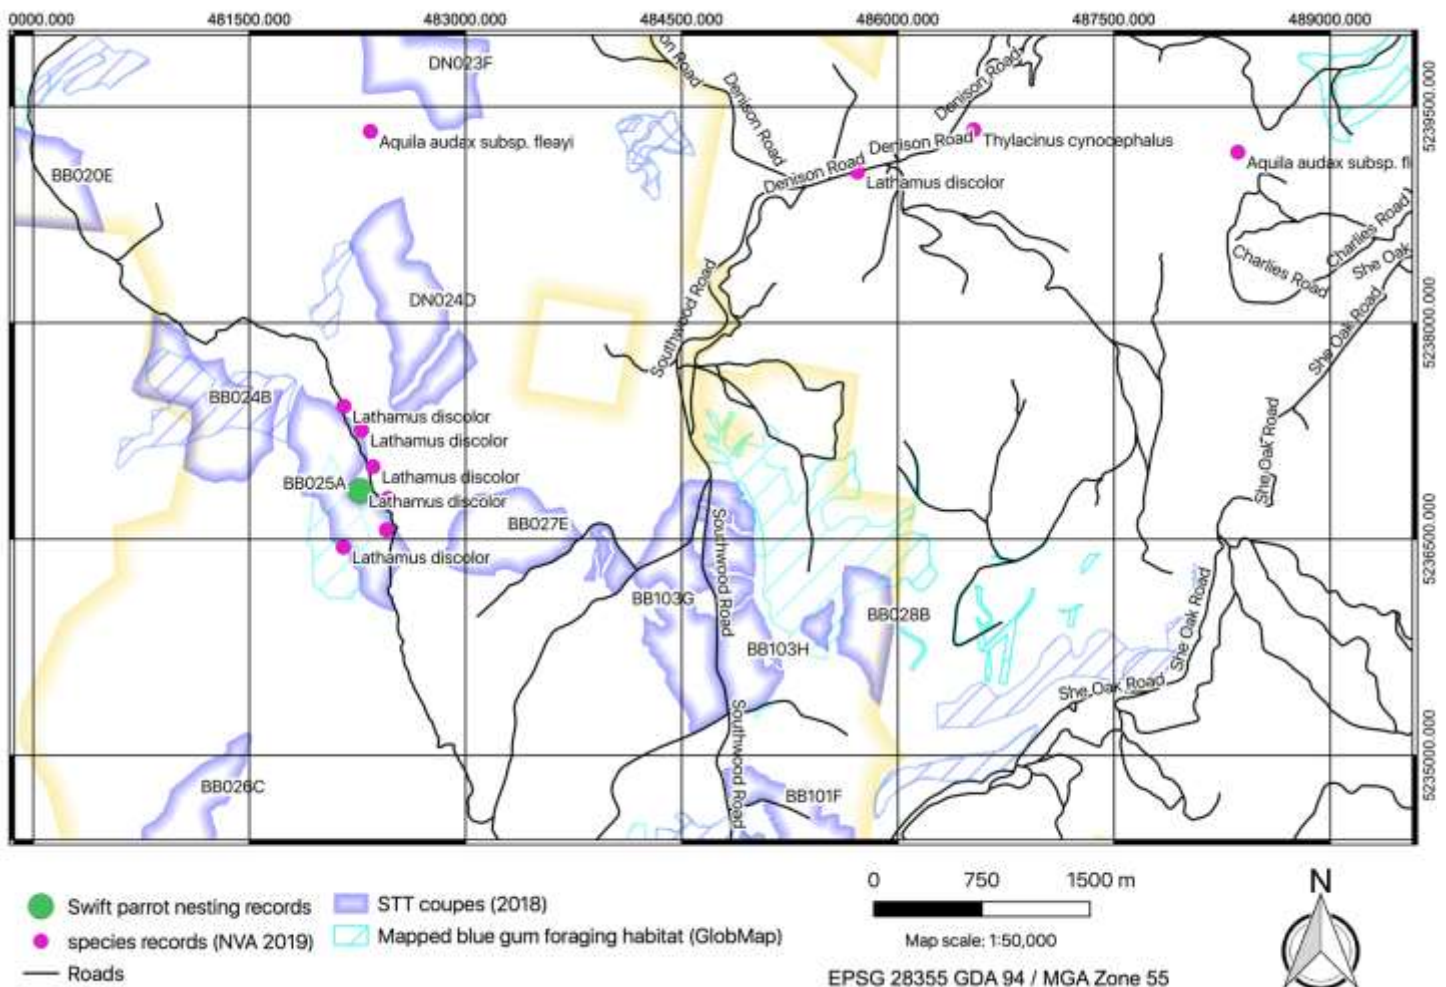 0000.000 481500.000 483000.000 484500.000 486000.000 487500.000 489000.000
DN023F
on Road
Denison Road
Denison Road
5239500.000
Aquila audax subsp. fleayi
Denison Road
Thylacinus cynocephalus
Aquila audax subsp. fl
BB020E
Denison Road
Lathamus discolor
Charlies Road
Charlies Road
She Oak
DN024D
Southwood Road
She Oak Road
5238000.000
BB024B
Lathamus discolor
Lathamus discolor
She Oak Road
BB025A
Lathamus discolor
Lathamus discolor
BB027E
Southwood Road
5236500.000
Lathamus discolor
BB103G
BB028B
She Oak Road
BB103H
She Oak Road
Southwood Road
5235000.000
BB026C
BB101F
Swift parrot nesting records
species records (NVA 2019)
Roads
STT coupes (2018)
Mapped blue gum foraging habitat (GlobMap)
0 750 1500 m
Map scale: 1:50,000
EPSG 28355 GDA 94 / MGA Zone 55
N